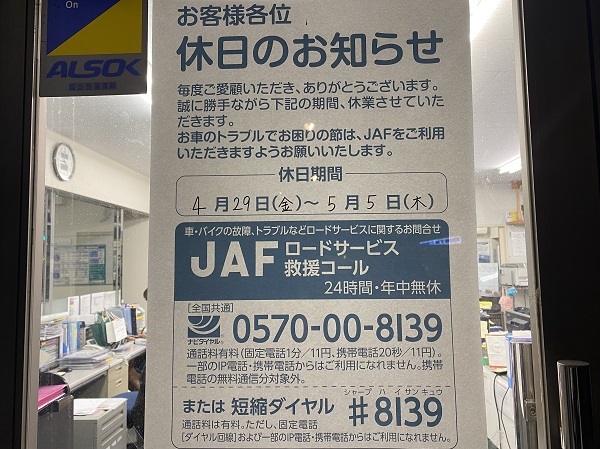 On
ALSOK
お客様各位
休日のお知らせ
毎度ご愛顧いただき、ありがとうございます。
誠に勝手ながら下記の期間、休業させていた
だきます。
お車のトラブルでお困りの節は、JAFをご利用
いただきますようお願いいたします。
休日期間
4月29日(金)～5月5日(木)
車・バイクの故障、トラブルなどロードサービスに関するお問合せ
JAF ロードサービス
救援コール
24時間・年中無休
[全国共通]
ナビダイヤル 0570-00-8139
通話料有料(固定電話1分/11円、携帯電話20秒/11円)。
一部のIP電話・携帯電話からはご利用になれません。携帯
電話の無料通信分対象外。
シャープ ハ イ サン キュウ
または 短縮ダイヤル ♯8139
通話料は有料。ただし、固定電話
[ダイヤル回線]および一部のIP電話・携帯電話からはご利用になれません。